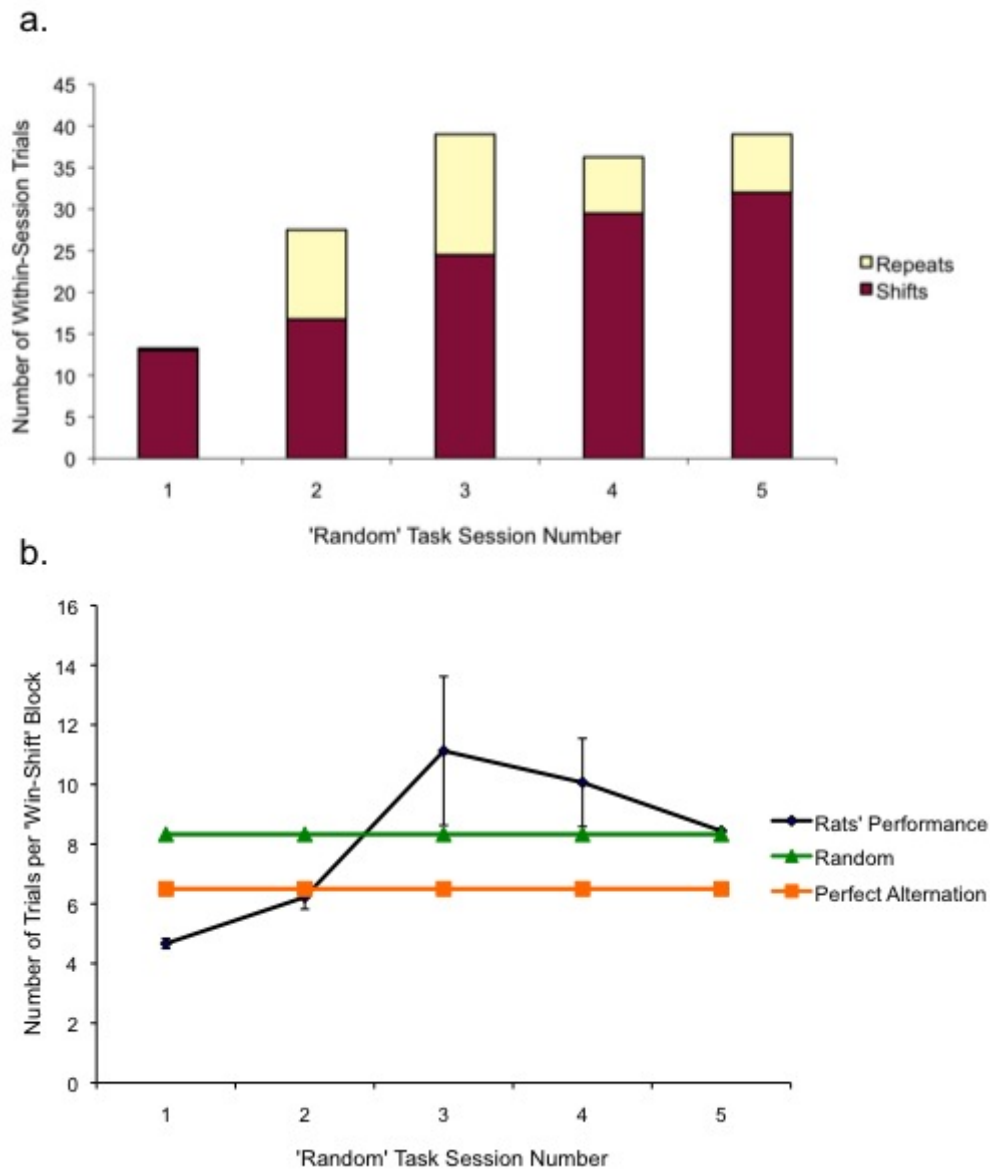 a.
Number of Within-Session Trials
45
40
35
30
25
20
15
10
5
0
1 2 3 4 5
'Random' Task Session Number
Repeats
Shifts
b.
Number of Trials per 'Win-Shift' Block
16
14
12
10
8
6
4
2
0
1 2 3 4 5
'Random' Task Session Number
Rats' Performance
Random
Perfect Alternation